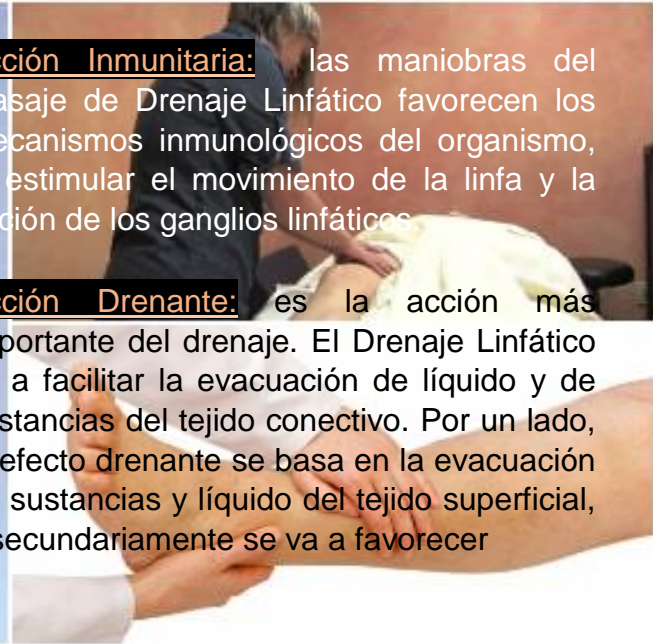 cción Inmunitaria: las maniobras del
asaje de Drenaje Linfático favorecen los
ecanismos inmunológicos del organismo,
estimular el movimiento de la linfa y la
ción de los ganglios linfáticos.
cción Drenante: es la acción más
portante del drenaje. El Drenaje Linfático
a facilitar la evacuación de líquido y de
stancias del tejido conectivo. Por un lado,
efecto drenante se basa en la evacuación
sustancias y líquido del tejido superficial,
secundariamente se va a favorecer